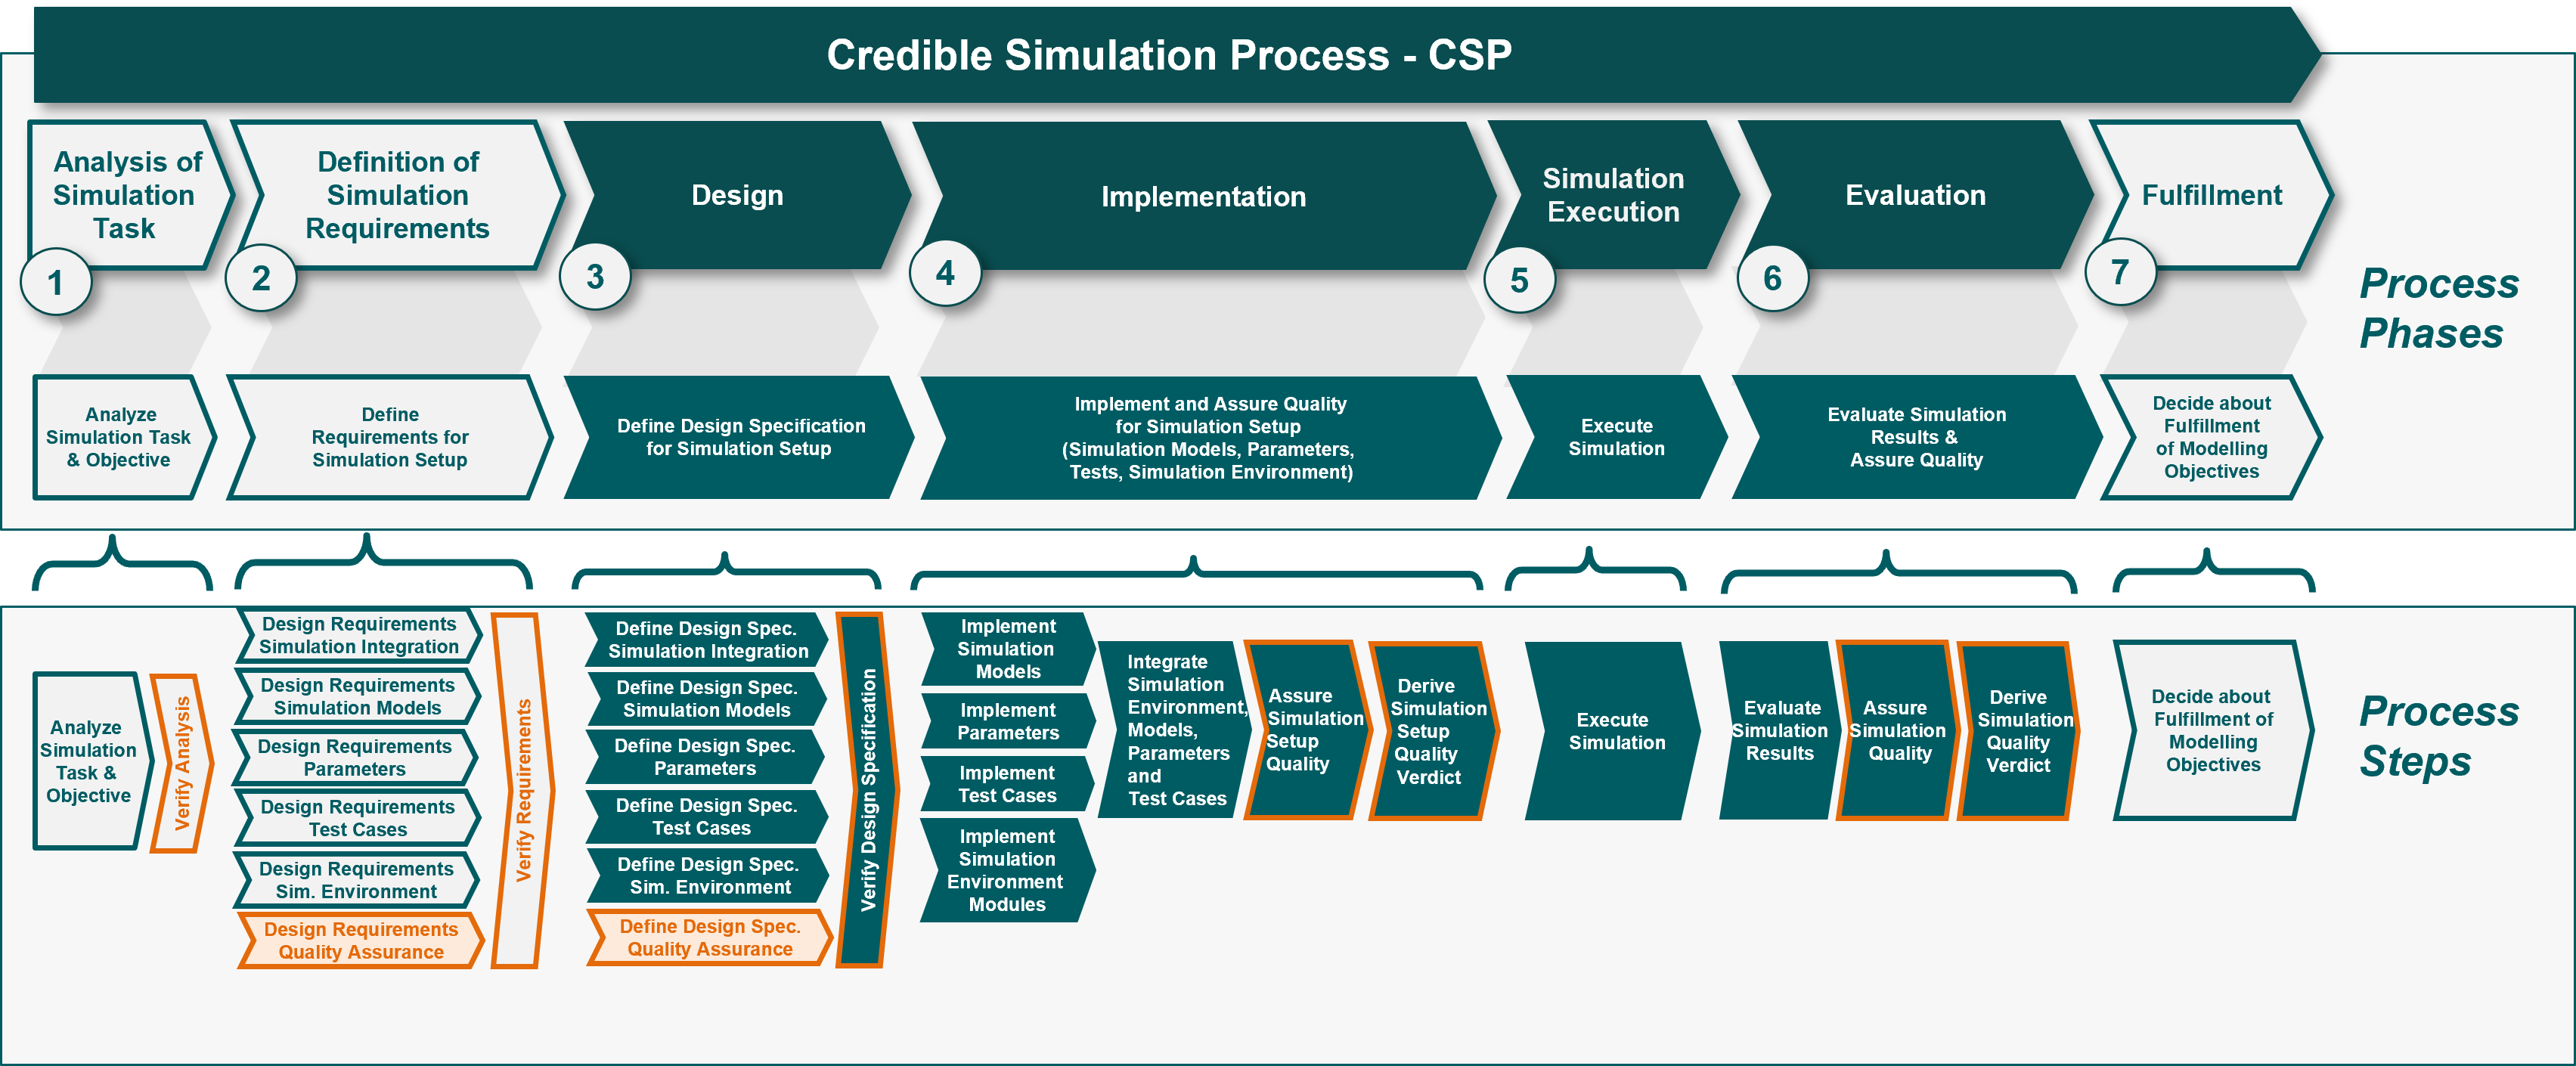 Credible Simulation Process - CSP
Analysis of
Simulation
Task
1
Definition of
Simulation
Requirements
2
Design
3
Implementation
4
Simulation
Execution
5
Evaluation
6
Fulfillment
7
Process
Phases
Analyze
Simulation Task
& Objective
Define
Requirements for
Simulation Setup
Define Design Specification
for Simulation Setup
Implement and Assure Quality
for Simulation Setup
(Simulation Models, Parameters,
Tests, Simulation Environment)
Execute
Simulation
Evaluate Simulation
Results &
Assure Quality
Decide about
Fulfillment
of Modelling
Objectives
Analyze
Simulation
Task &
Objective
Verify Analysis
Design Requirements
Simulation Integration
Design Requirements
Simulation Models
Design Requirements
Parameters
Design Requirements
Test Cases
Design Requirements
Sim. Environment
Design Requirements
Quality Assurance
Verify Requirements
Define Design Spec.
Simulation Integration
Define Design Spec.
Simulation Models
Define Design Spec.
Parameters
Define Design Spec.
Test Cases
Define Design Spec.
Sim. Environment
Define Design Spec.
Quality Assurance
Verify Design Specification
Implement
Simulation
Models
Implement
Parameters
Implement
Test Cases
Implement
Simulation
Environment
Modules
Integrate
Simulation
Environment,
Models,
Parameters
and
Test Cases
Assure
Simulation
Setup
Quality
Derive
Simulation
Setup
Quality
Verdict
Execute
Simulation
Evaluate
Simulation
Results
Assure
Simulation
Quality
Derive
Simulation
Quality
Verdict
Decide about
Fulfillment of
Modelling
Objectives
Process
Steps